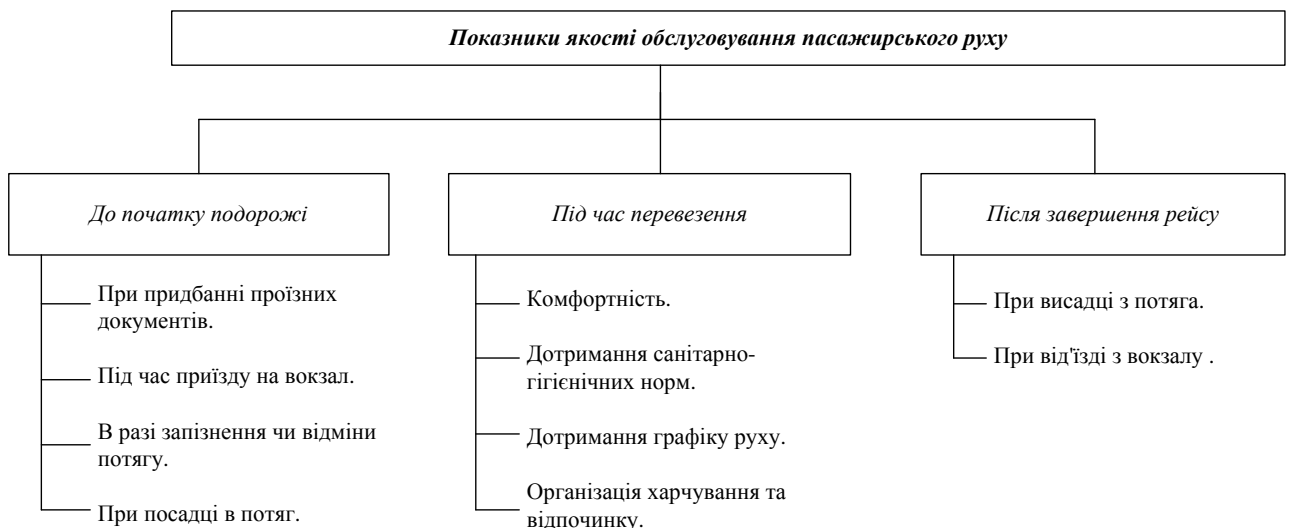 Показники якості обслуговування пасажирського руху
До початку подорожі
При придбанні проїзних
документів.
Під час приїзду на вокзал.
В разі запізнення чи відміни
потягу.
При посадці в потяг.
Під час перевезення
Комфортність.
Дотримання санітарно-
гігієнічних норм.
Дотримання графіку руху.
Організація харчування та
відпочинку.
Після завершення рейсу
При висадці з потяга.
При від'їзді з вокзалу .